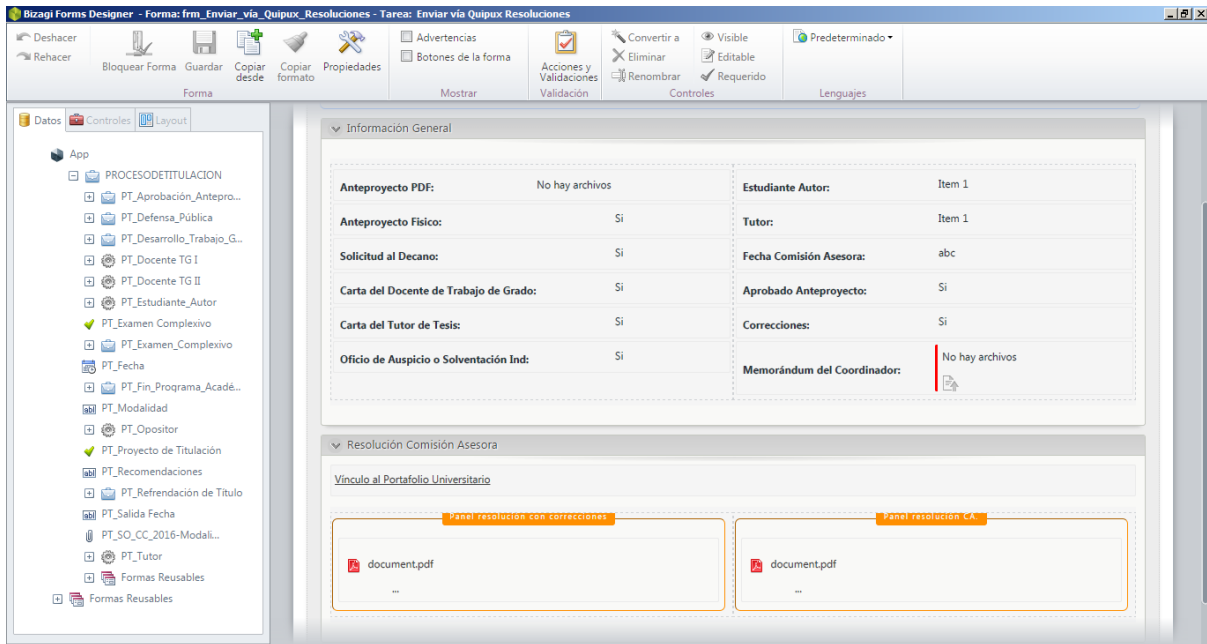 Bizagi Forms Designer - Forma: frm_Enviar_vía_Quipux_Resoluciones - Tarea: Enviar vía Quipux Resoluciones
Deshacer
Rehacer
Bloquear Forma
Guardar
Copiar desde
Copiar formato
Propiedades
Forma
Advertencias
Botones de la forma
Mostrar
Acciones y Validaciones
Validación
Convertir a
Eliminar
Renombrar
Visible
Editable
Requerido
Controles
Predeterminado
Lenguajes
Datos
Controles
Layout
App
PROCESODETITULACION
PT_Aprobación_Antepro...
PT_Defensa_Pública
PT_Desarrollo_Trabajo_G...
PT_Docente TG I
PT_Docente TG II
PT_Estudiante_Autor
PT_Examen Complexivo
PT_Examen_Complexivo
PT_Fecha
PT_Fin_Programa_Acadé...
PT_Modalidad
PT_Opositor
PT_Proyecto de Titulación
PT_Recomendaciones
PT_Refrendación de Título
PT_Salida Fecha
PT_SO_CC_2016-Modali...
PT_Tutor
Formas Reusables
Formas Reusables
Información General
Anteproyecto PDF: No hay archivos
Anteproyecto Fisico: Si
Solicitud al Decano: Si
Carta del Docente de Trabajo de Grado: Si
Carta del Tutor de Tesis: Si
Oficio de Auspicio o Solventación Ind: Si
Estudiante Autor: Item 1
Tutor: Item 1
Fecha Comisión Asesora: abc
Aprobado Anteproyecto: Si
Correcciones: Si
Memorándum del Coordinador: No hay archivos
Resolución Comisión Asesora
Vínculo al Portafolio Universitario
Panel resolución con correcciones
document.pdf
...
Panel resolución CA.
document.pdf
...